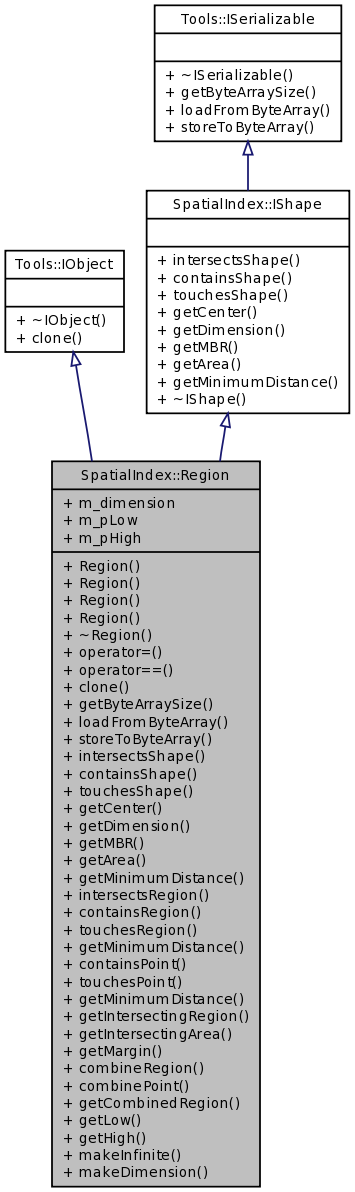 Tools::ISerializable
+ ~ISerializable()
+ getByteArraySize()
+ loadFromByteArray()
+ storeToByteArray()
SpatialIndex::IShape
+ intersectsShape()
+ containsShape()
+ touchesShape()
+ getCenter()
+ getDimension()
+ getMBR()
+ getArea()
+ getMinimumDistance()
+ ~IShape()
Tools::IObject
+ ~IObject()
+ clone()
SpatialIndex::Region
+ m_dimension
+ m_pLow
+ m_pHigh
+ Region()
+ Region()
+ Region()
+ Region()
+ ~Region()
+ operator=()
+ operator==()
+ clone()
+ getByteArraySize()
+ loadFromByteArray()
+ storeToByteArray()
+ intersectsShape()
+ containsShape()
+ touchesShape()
+ getCenter()
+ getDimension()
+ getMBR()
+ getArea()
+ getMinimumDistance()
+ intersectsRegion()
+ containsRegion()
+ touchesRegion()
+ getMinimumDistance()
+ containsPoint()
+ touchesPoint()
+ getMinimumDistance()
+ getIntersectingRegion()
+ getIntersectingArea()
+ getMargin()
+ combineRegion()
+ combinePoint()
+ getCombinedRegion()
+ getLow()
+ getHigh()
+ makeInfinite()
+ makeDimension()